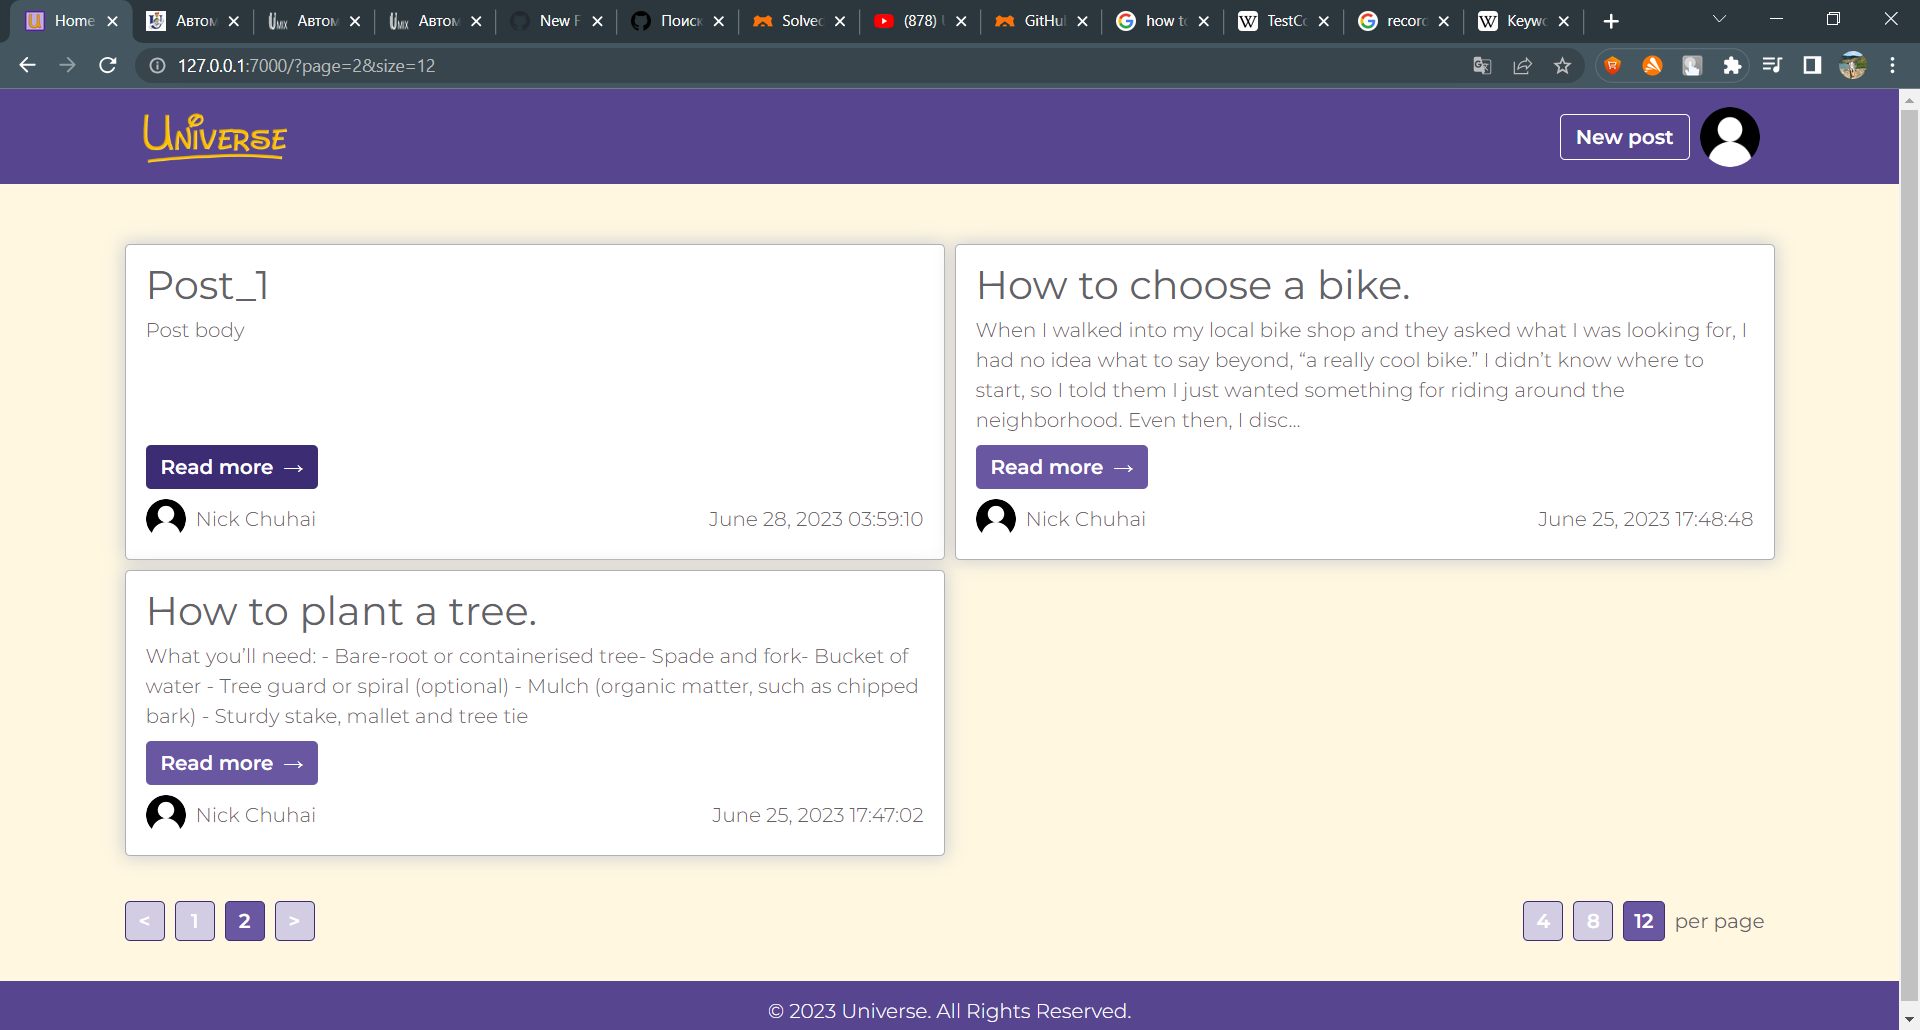 Home
Автом
Автом
Автом
New F
Поиск
Solved
(878)
GitHu
how to
TestCo
record
Keywo
127.0.0.1:7000/?page=2&size=12
UNIVERSE
New post
Post_1
Post body
Read more →
Nick Chuhai
June 28, 2023 03:59:10
How to choose a bike.
When I walked into my local bike shop and they asked what I was looking for, I
had no idea what to say beyond, “a really cool bike.” I didn’t know where to
start, so I told them I just wanted something for riding around the
neighborhood. Even then, I disc...
Read more →
Nick Chuhai
June 25, 2023 17:48:48
How to plant a tree.
What you’ll need: - Bare-root or containerised tree- Spade and fork- Bucket of
water - Tree guard or spiral (optional) - Mulch (organic matter, such as chipped
bark) - Sturdy stake, mallet and tree tie
Read more →
Nick Chuhai
June 25, 2023 17:47:02
< 1 2 >
4 8 12 per page
© 2023 Universe. All Rights Reserved.